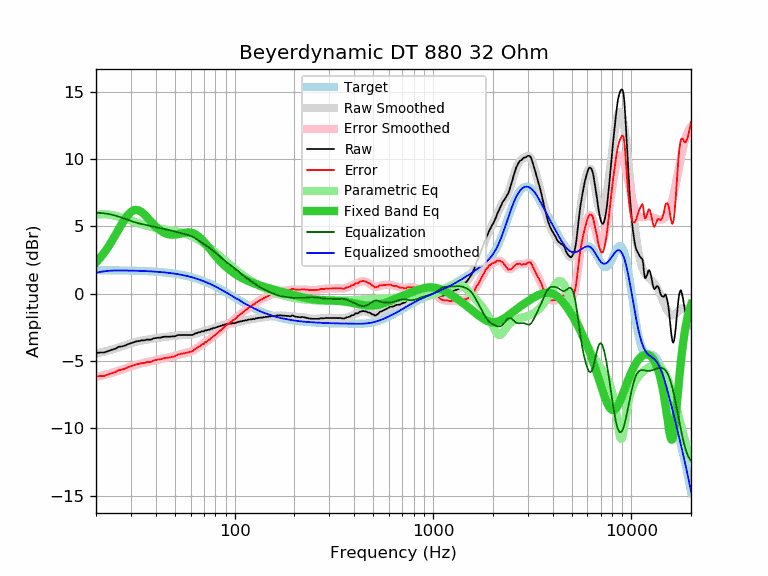 Beyerdynamic DT 880 32 Ohm
Amplitude (dBr)
15
10
5
0
−5
−10
−15
Target
Raw Smoothed
Error Smoothed
Raw
Error
Parametric Eq
Fixed Band Eq
Equalization
Equalized smoothed
100
1000
10000
Frequency (Hz)